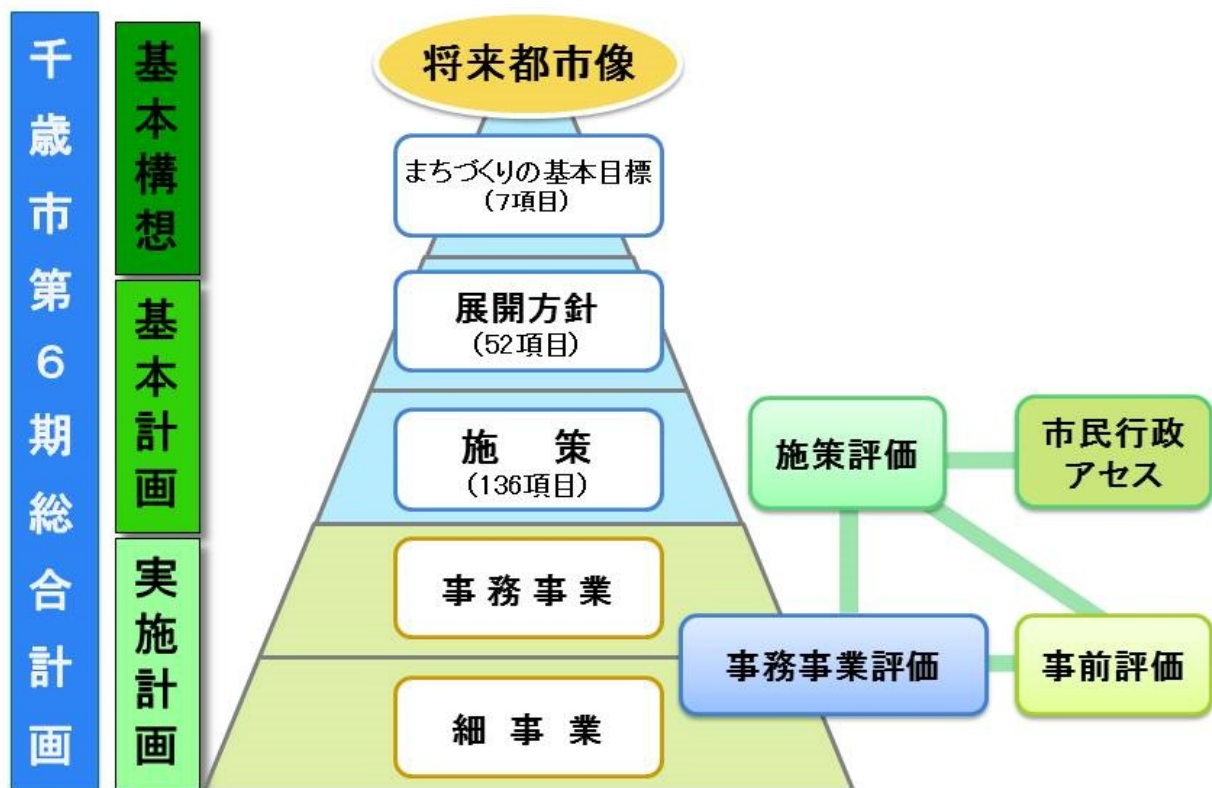 千歳市第６期総合計画
基本構想
基本計画
実施計画
将来都市像
まちづくりの基本目標
(7項目)
展開方針
(52項目)
施　策
(136項目)
事務事業
細事業
施策評価
市民行政
アセス
事務事業評価
事前評価